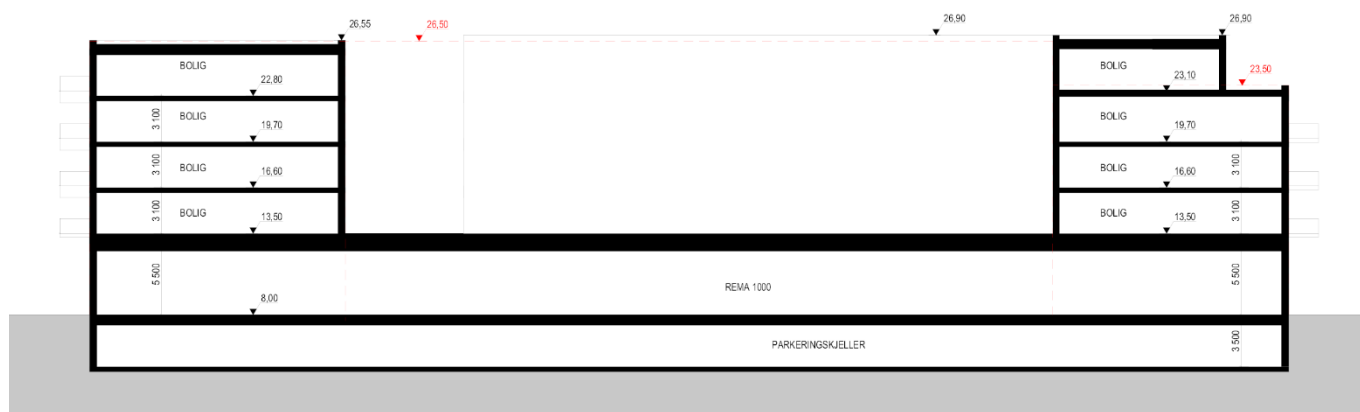 26,55
26,50
26,90
26,90
BOLIG
22,80
BOLIG
23,10
23,50
3 100
BOLIG
19,70
BOLIG
19,70
3 100
BOLIG
16,60
BOLIG
16,60
3 100
3 100
BOLIG
13,50
BOLIG
13,50
3 100
5 500
8,00
REMA 1000
5 500
PARKERINGSKJELLER
3 500